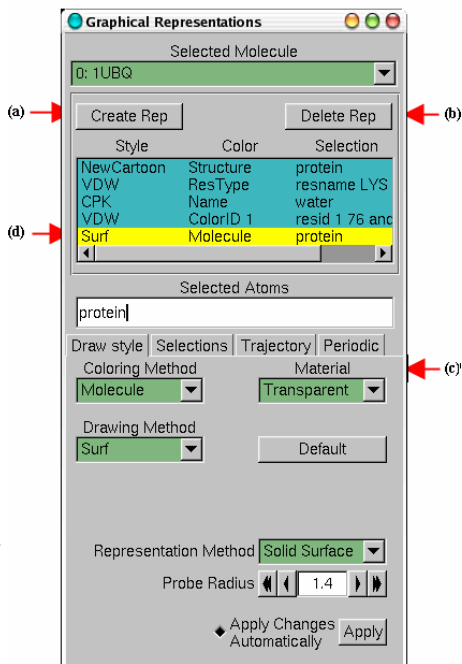 Graphical Representations
Selected Molecule
0: 1UBQ
(a)
Create Rep
Delete Rep
(b)
Style Color Selection
NewCartoon Structure protein
VDW ResType resname LYS
CPK Name water
VDW ColorID 1 resid 1 76 and
(d)
Surf Molecule protein
Selected Atoms
protein
Draw style Selections Trajectory Periodic
Coloring Method Material
(c)
Molecule Transparent
Drawing Method
Surf Default
Representation Method Solid Surface
Probe Radius 1.4
Apply Changes
Automatically
Apply